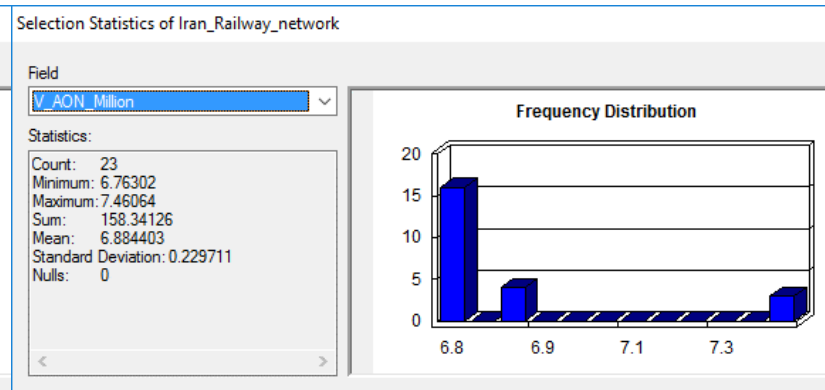 Selection Statistics of Iran_Railway_network
Field
V_AON_Million
Statistics:
Count: 23
Minimum: 6.76302
Maximum: 7.46064
Sum: 158.34126
Mean: 6.884403
Standard Deviation: 0.229711
Nulls: 0
Frequency Distribution
20
15
10
5
0
6.8 6.9 7.1 7.3